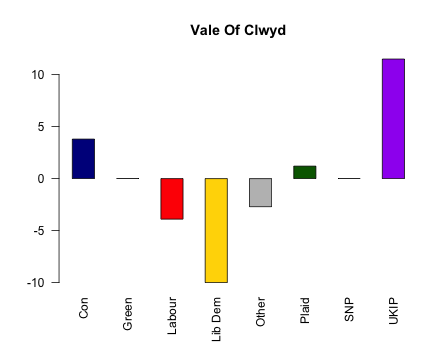 Vale Of Clwyd
10
5
0
-5
-10
Con
Green
Labour
Lib Dem
Other
Plaid
SNP
UKIP